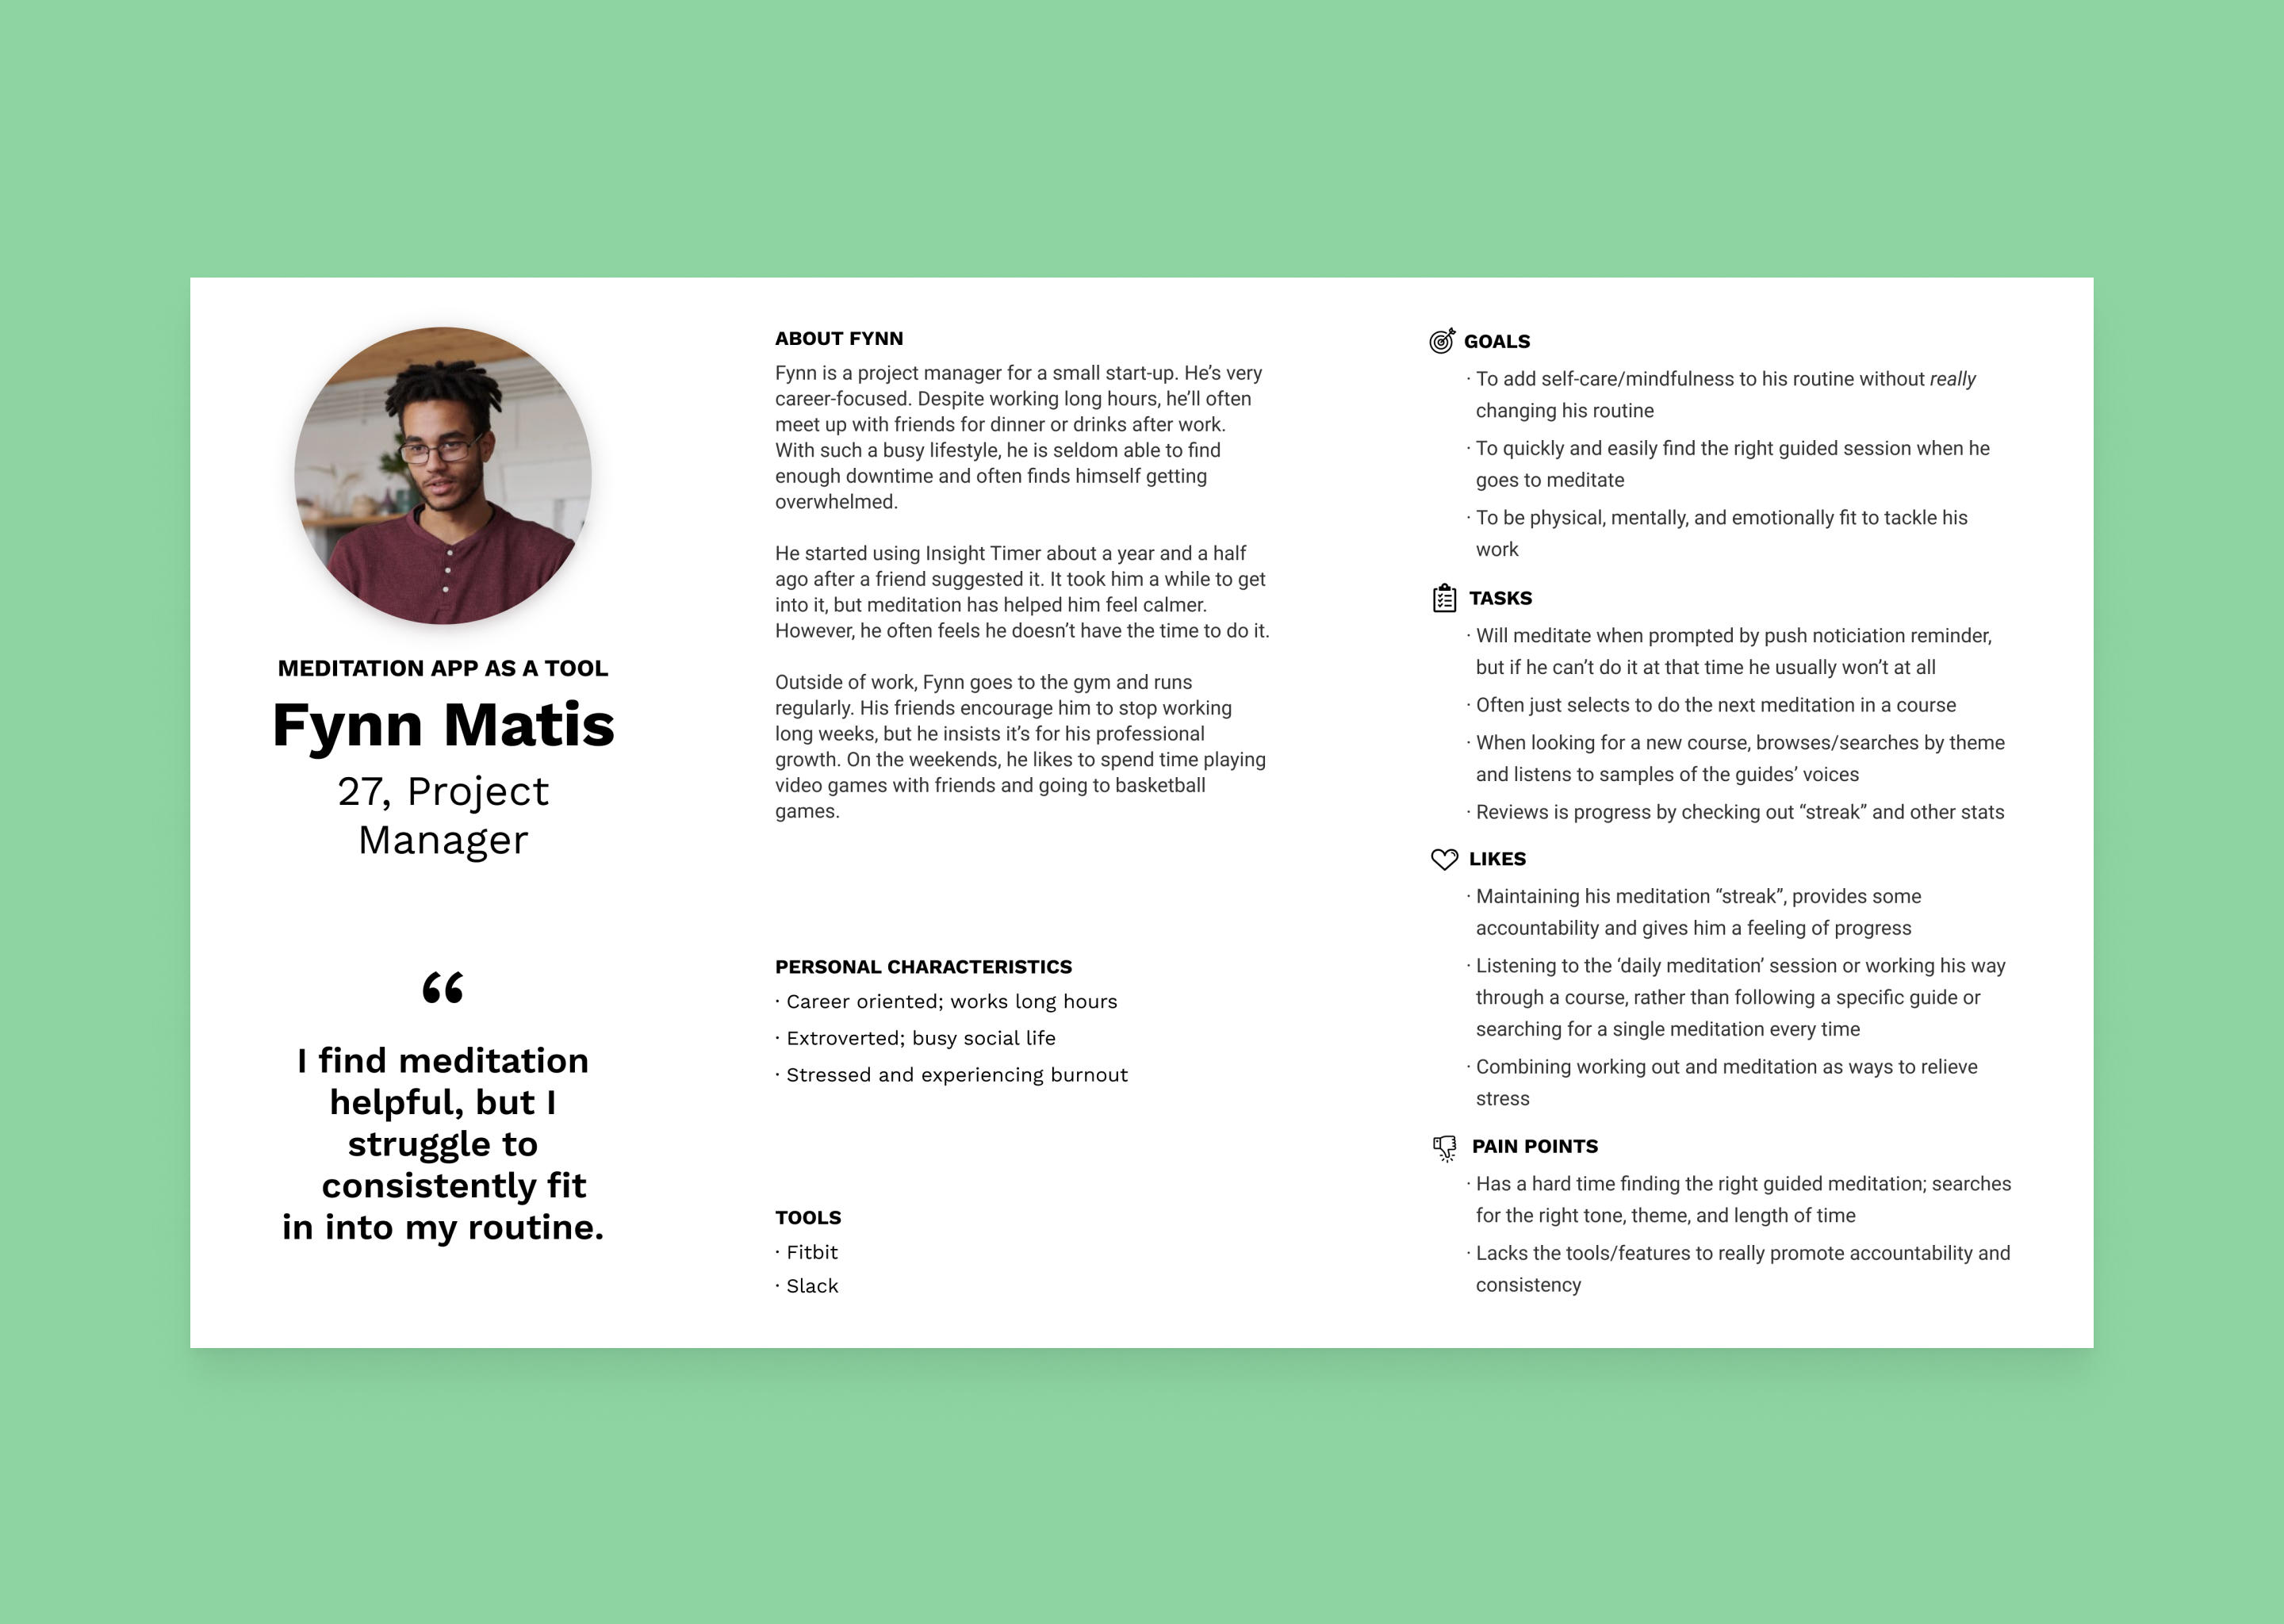 MEDITATION APP AS A TOOL
Fynn Matis
27, Project
Manager
“
I find meditation
helpful, but I
struggle to
consistently fit
in into my routine.
ABOUT FYNN
Fynn is a project manager for a small start-up. He’s very
career-focused. Despite working long hours, he’ll often
meet up with friends for dinner or drinks after work.
With such a busy lifestyle, he is seldom able to find
enough downtime and often finds himself getting
overwhelmed.
He started using Insight Timer about a year and a half
ago after a friend suggested it. It took him a while to get
into it, but meditation has helped him feel calmer.
However, he often feels he doesn’t have the time to do it.
Outside of work, Fynn goes to the gym and runs
regularly. His friends encourage him to stop working
long weeks, but he insists it’s for his professional
growth. On the weekends, he likes to spend time playing
video games with friends and going to basketball
games.
PERSONAL CHARACTERISTICS
· Career oriented; works long hours
· Extroverted; busy social life
· Stressed and experiencing burnout
TOOLS
· Fitbit
· Slack
GOALS
· To add self-care/mindfulness to his routine without really
changing his routine
· To quickly and easily find the right guided session when he
goes to meditate
· To be physical, mentally, and emotionally fit to tackle his
work
TASKS
· Will meditate when prompted by push noticiation reminder,
but if he can’t do it at that time he usually won’t at all
· Often just selects to do the next meditation in a course
· When looking for a new course, browses/searches by theme
and listens to samples of the guides’ voices
· Reviews is progress by checking out “streak” and other stats
LIKES
· Maintaining his meditation “streak”, provides some
accountability and gives him a feeling of progress
· Listening to the ‘daily meditation’ session or working his way
through a course, rather than following a specific guide or
searching for a single meditation every time
· Combining working out and meditation as ways to relieve
stress
PAIN POINTS
· Has a hard time finding the right guided meditation; searches
for the right tone, theme, and length of time
· Lacks the tools/features to really promote accountability and
consistency